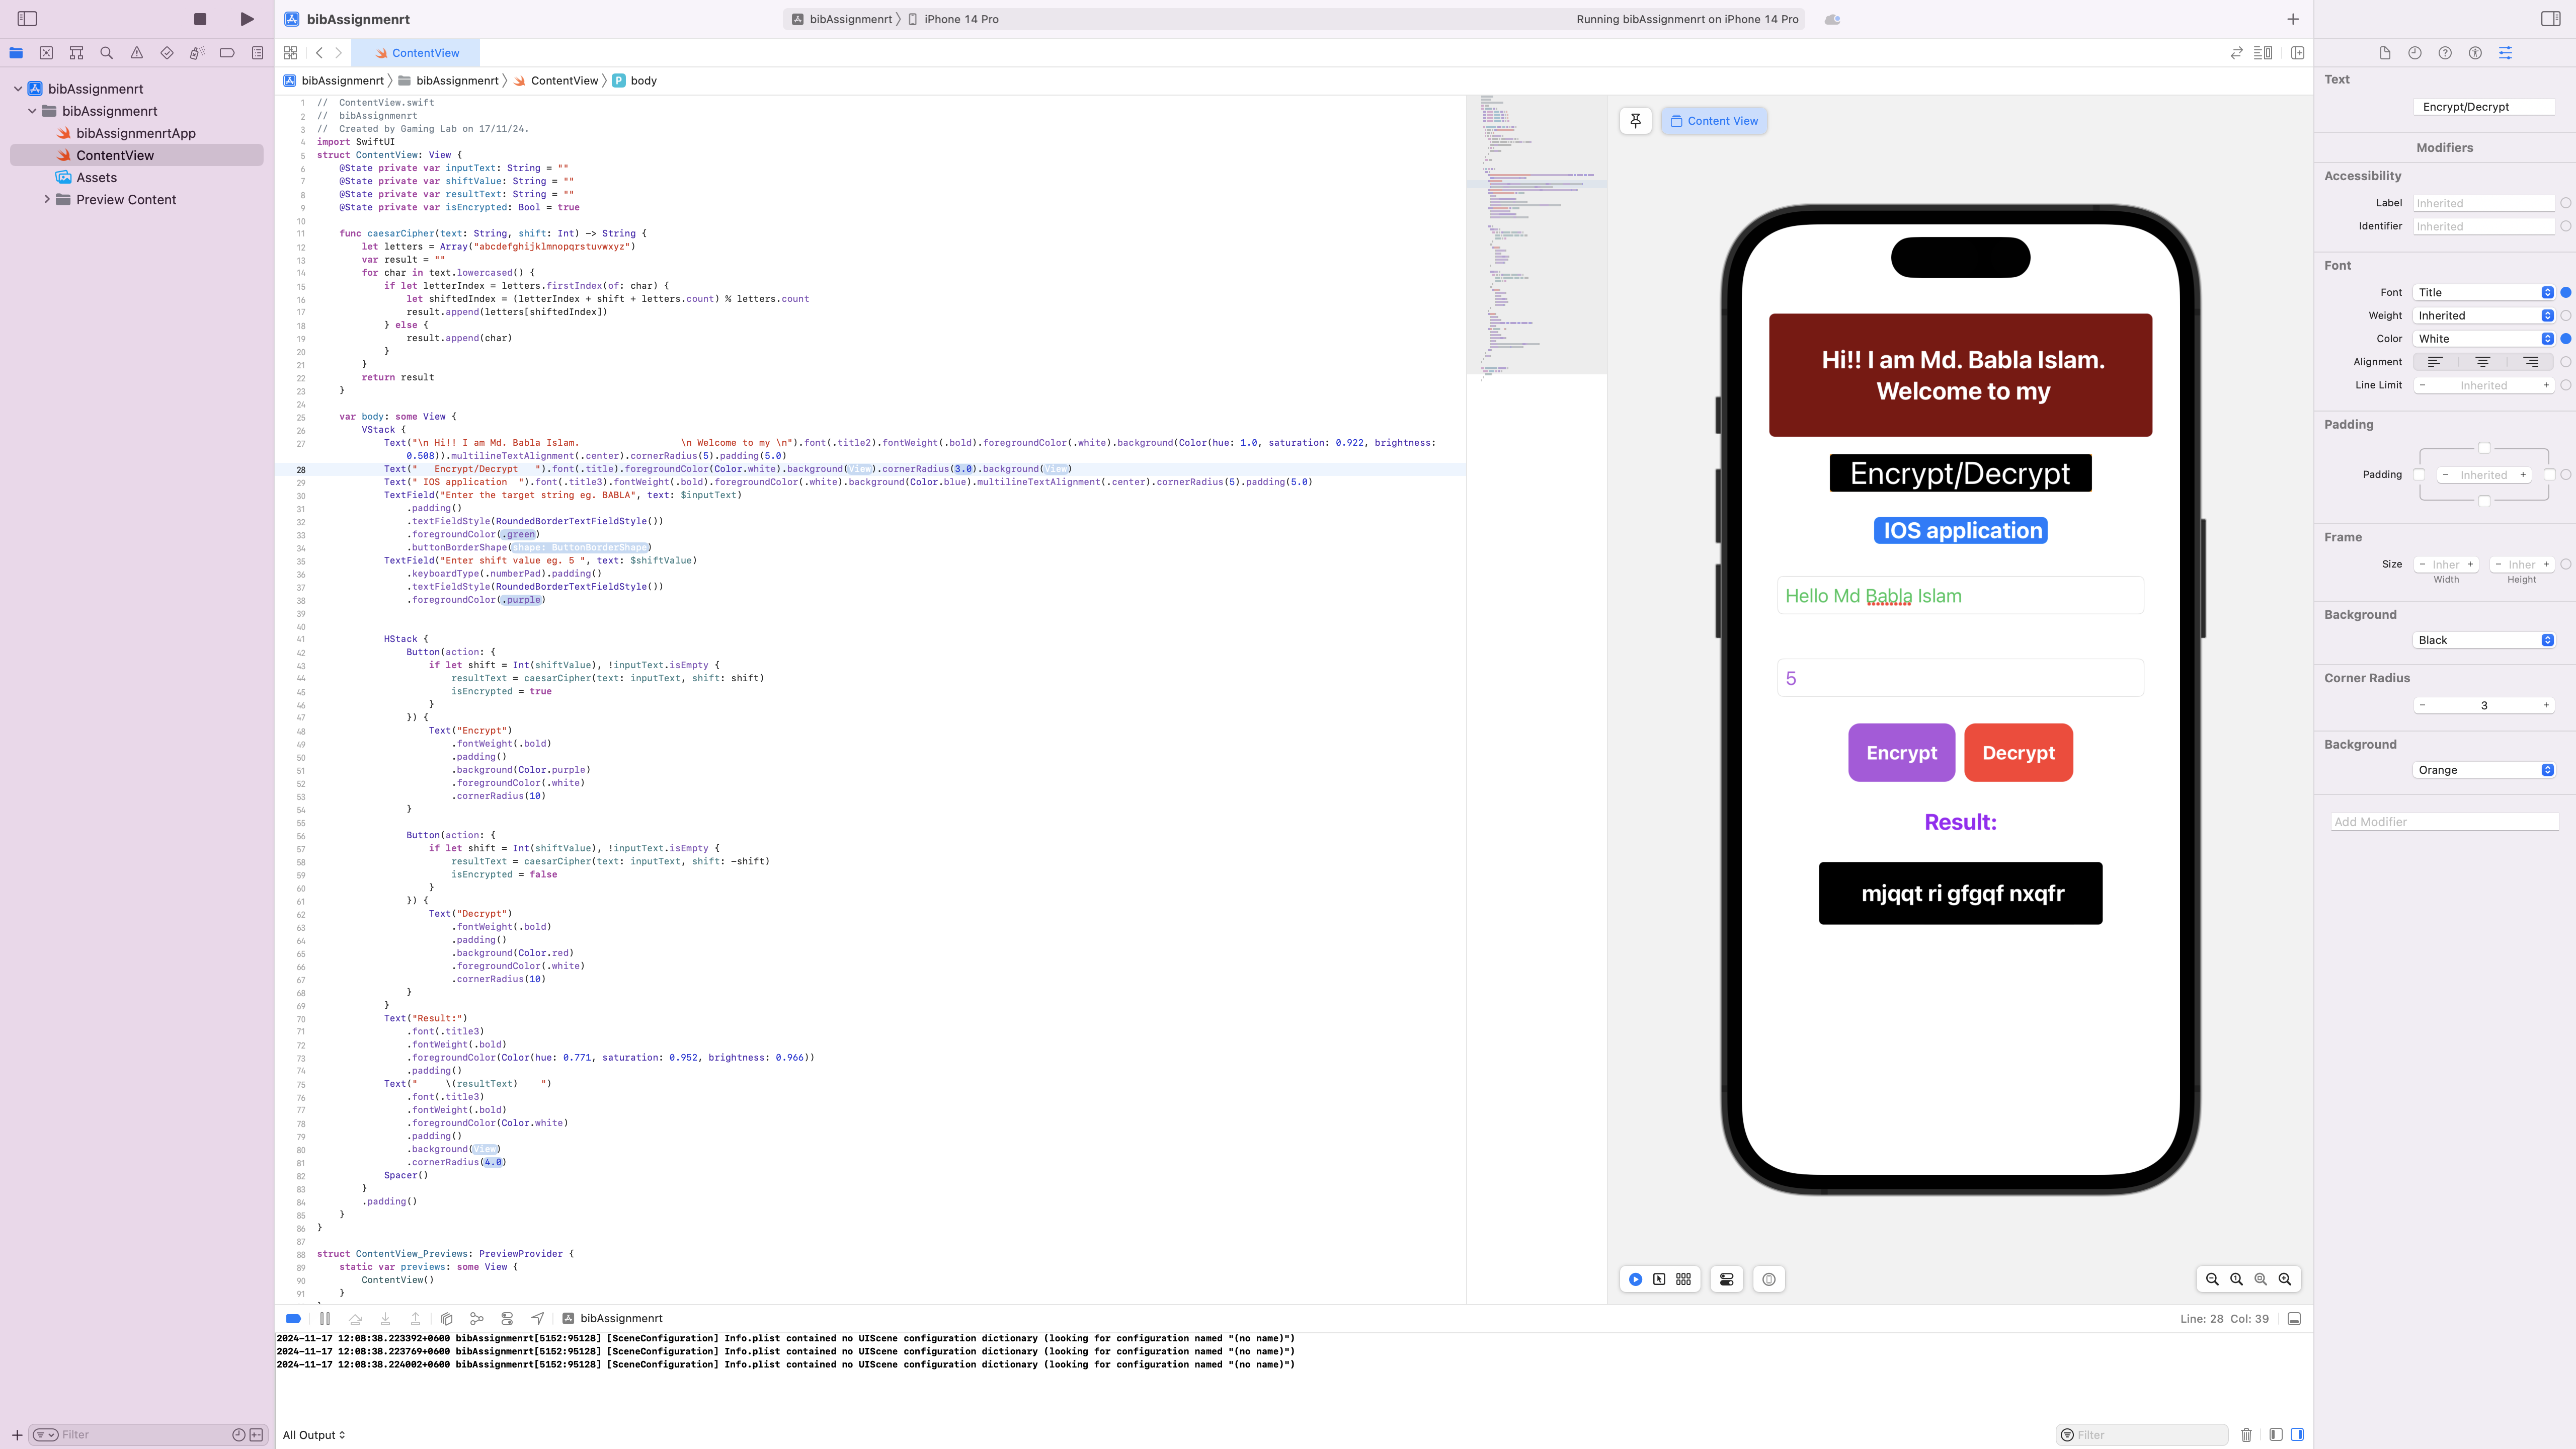 bibAssignmenrt
bibAssignmenrt
iPhone 14 Pro
Running bibAssignmenrt on iPhone 14 Pro
ContentView
bibAssignmenrt
bibAssignmenrt
ContentView
P
body
bibAssignmenrt
bibAssignmenrt
bibAssignmenrtApp
ContentView
Assets
Preview Content
1 //  ContentView.swift
2 //  bibAssignmenrt
3 //  Created by Gaming Lab on 17/11/24.
4 import SwiftUI
5 struct ContentView: View {
6     @State private var inputText: String = ""
7     @State private var shiftValue: String = ""
8     @State private var resultText: String = ""
9     @State private var isEncrypted: Bool = true
10
11     func caesarCipher(text: String, shift: Int) -> String {
12         let letters = Array("abcdefghijklmnopqrstuvwxyz")
13         var result = ""
14         for char in text.lowercased() {
15             if let letterIndex = letters.firstIndex(of: char) {
16                 let shiftedIndex = (letterIndex + shift + letters.count) % letters.count
17                 result.append(letters[shiftedIndex])
18             } else {
19                 result.append(char)
20             }
21         }
22         return result
23     }
24
25     var body: some View {
26         VStack {
27             Text("\n Hi!! I am Md. Babla Islam.                  \n Welcome to my \n").font(.title2).fontWeight(.bold).foregroundColor(.white).background(Color(hue: 1.0, saturation: 0.922, brightness:
                0.508)).multilineTextAlignment(.center).cornerRadius(5).padding(5.0)
28             Text("   Encrypt/Decrypt   ").font(.title).foregroundColor(Color.white).background(View).cornerRadius(3.0).background(View)
29             Text(" IOS application  ").font(.title3).fontWeight(.bold).foregroundColor(.white).background(Color.blue).multilineTextAlignment(.center).cornerRadius(5).padding(5.0)
30             TextField("Enter the target string eg. BABLA", text: $inputText)
31                 .padding()
32                 .textFieldStyle(RoundedBorderTextFieldStyle())
33                 .foregroundColor(.green)
34                 .buttonBorderShape(shape: ButtonBorderShape)
35             TextField("Enter shift value eg. 5 ", text: $shiftValue)
36                 .keyboardType(.numberPad).padding()
37                 .textFieldStyle(RoundedBorderTextFieldStyle())
38                 .foregroundColor(.purple)
39
40
41             HStack {
42                 Button(action: {
43                     if let shift = Int(shiftValue), !inputText.isEmpty {
44                         resultText = caesarCipher(text: inputText, shift: shift)
45                         isEncrypted = true
46                     }
47                 }) {
48                     Text("Encrypt")
49                         .fontWeight(.bold)
50                         .padding()
51                         .background(Color.purple)
52                         .foregroundColor(.white)
53                         .cornerRadius(10)
54                 }
55
56                 Button(action: {
57                     if let shift = Int(shiftValue), !inputText.isEmpty {
58                         resultText = caesarCipher(text: inputText, shift: -shift)
59                         isEncrypted = false
60                     }
61                 }) {
62                     Text("Decrypt")
63                         .fontWeight(.bold)
64                         .padding()
65                         .background(Color.red)
66                         .foregroundColor(.white)
67                         .cornerRadius(10)
68                 }
69             }
70             Text("Result:")
71                 .font(.title3)
72                 .fontWeight(.bold)
73                 .foregroundColor(Color(hue: 0.771, saturation: 0.952, brightness: 0.966))
74                 .padding()
75             Text("     \(resultText)    ")
76                 .font(.title3)
77                 .fontWeight(.bold)
78                 .foregroundColor(Color.white)
79                 .padding()
80                 .background(View)
81                 .cornerRadius(4.0)
82             Spacer()
83         }
84         .padding()
85     }
86 }
87
88 struct ContentView_Previews: PreviewProvider {
89     static var previews: some View {
90         ContentView()
91     }
Content View
Hi!! I am Md. Babla Islam.
Welcome to my
Encrypt/Decrypt
IOS application
Hello Md Babla Islam
5
Encrypt
Decrypt
Result:
mjqqt ri gfgqf nxqfr
Text
Encrypt/Decrypt
Modifiers
Accessibility
Label Inherited
Identifier Inherited
Font
Font Title
Weight Inherited
Color White
Alignment
Line Limit − Inherited +
Padding
Padding − Inherited +
Frame
Size − Inher + − Inher +
Width Height
Background
Black
Corner Radius
− 3 +
Background
Orange
Add Modifier
bibAssignmenrt
Line: 28 Col: 39
2024-11-17 12:08:38.223392+0600 bibAssignmenrt[5152:95128] [SceneConfiguration] Info.plist contained no UIScene configuration dictionary (looking for configuration named "(no name)")
2024-11-17 12:08:38.223769+0600 bibAssignmenrt[5152:95128] [SceneConfiguration] Info.plist contained no UIScene configuration dictionary (looking for configuration named "(no name)")
2024-11-17 12:08:38.224002+0600 bibAssignmenrt[5152:95128] [SceneConfiguration] Info.plist contained no UIScene configuration dictionary (looking for configuration named "(no name)")
Filter
All Output
Filter